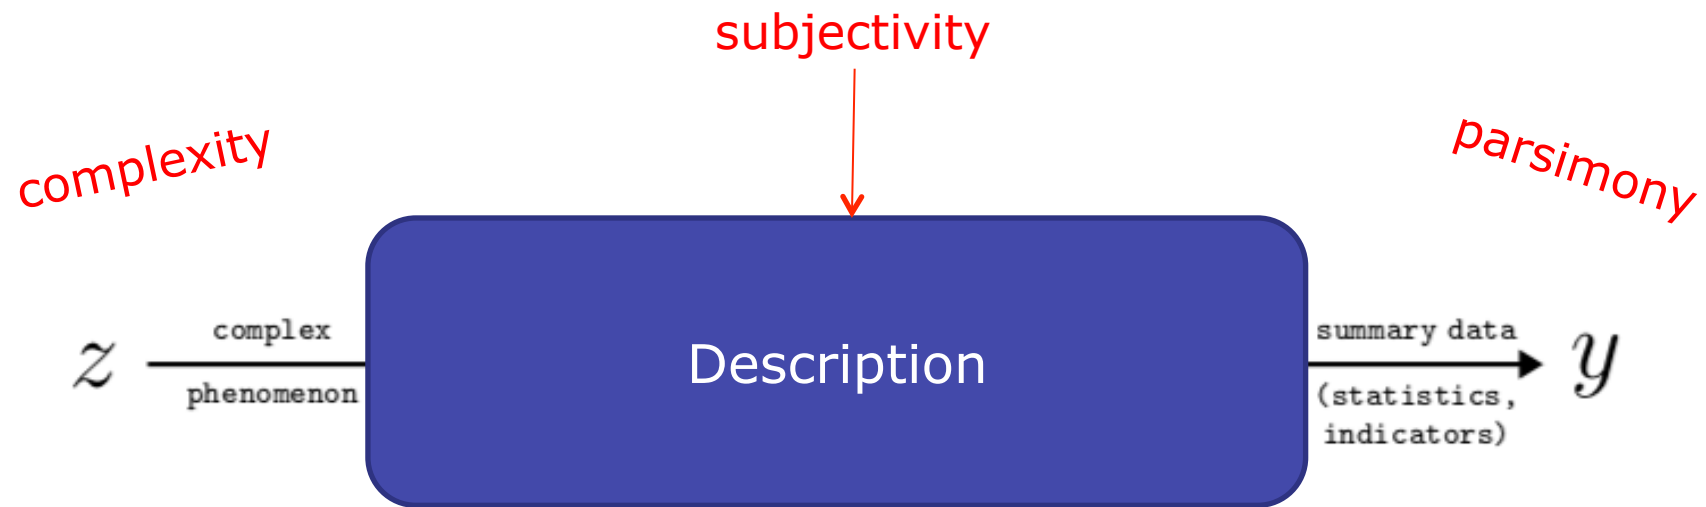 subjectivity
complexity
parsimony
complex
summary data
z
Description
y
phenomenon
(statistics,
indicators)